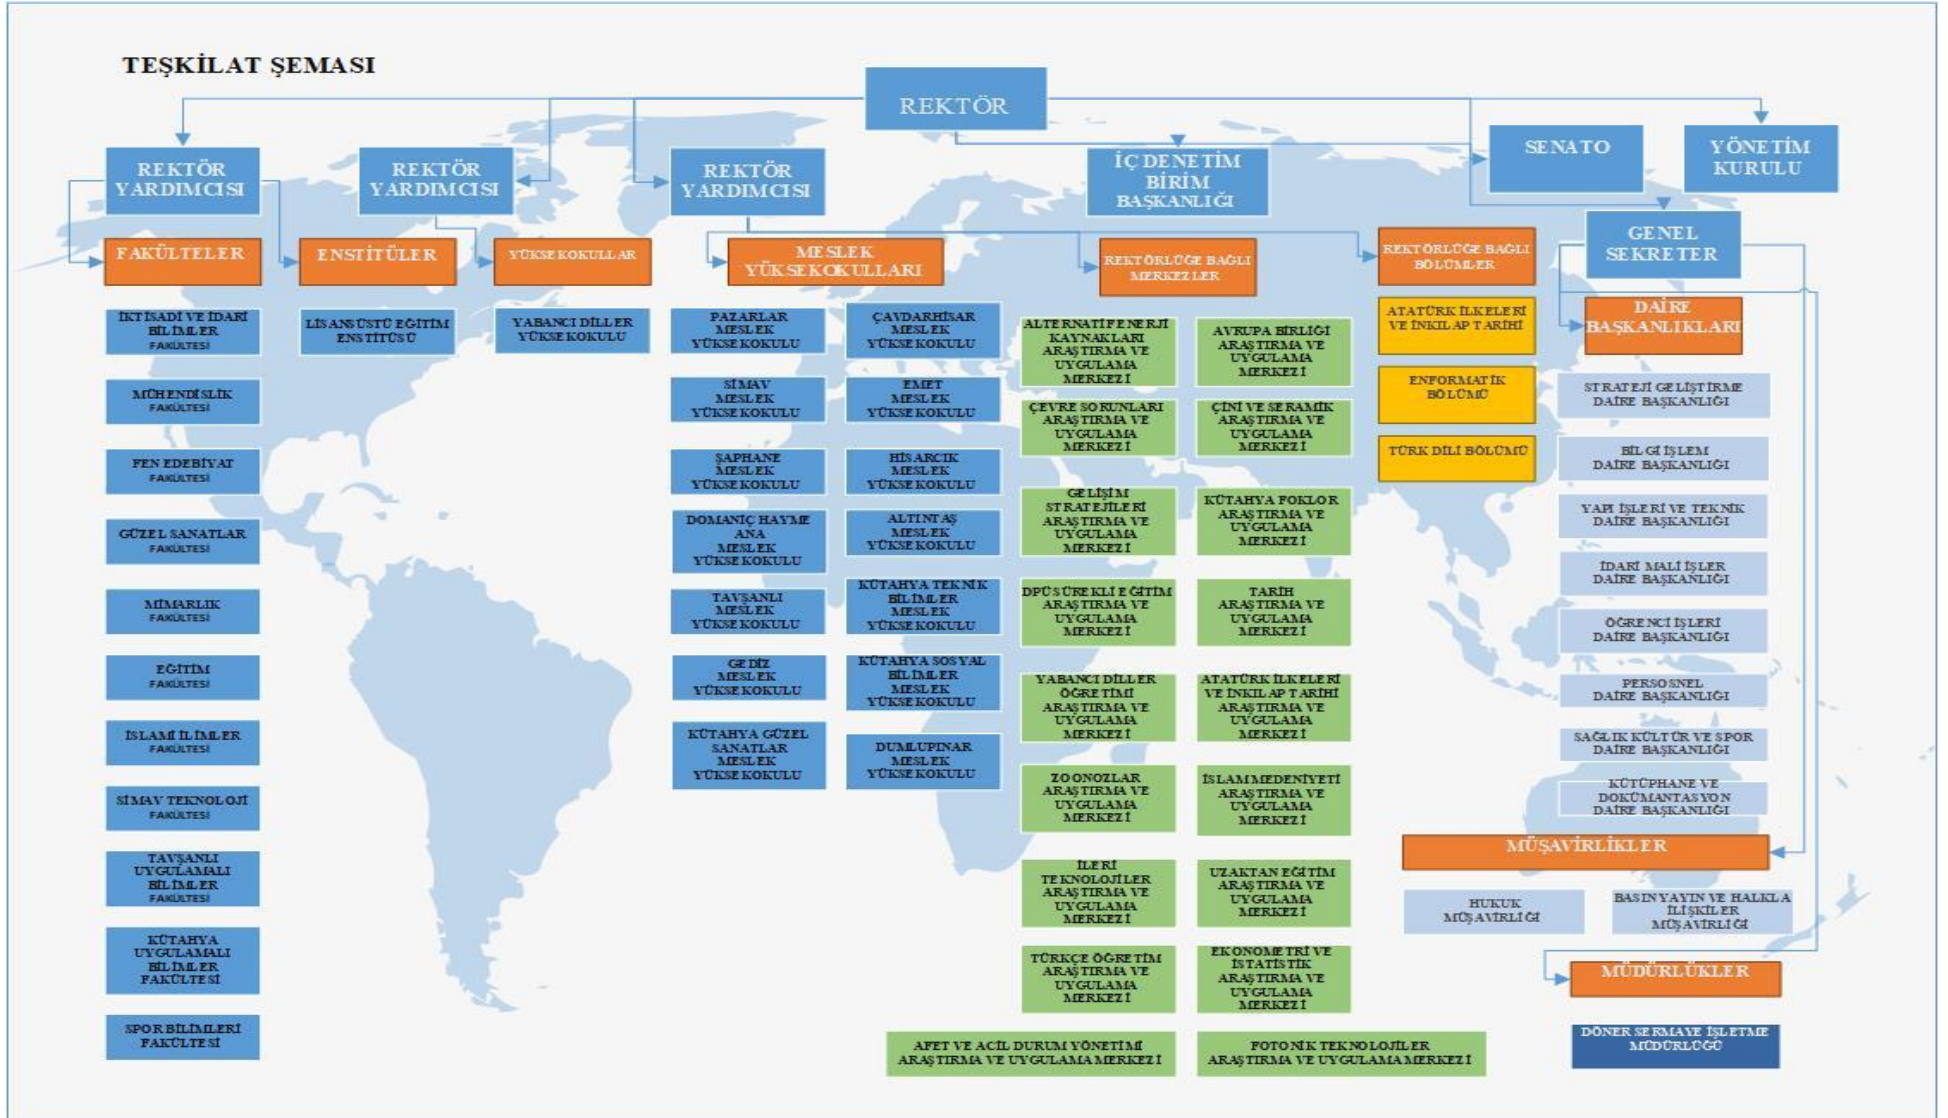 TEŞKİLAT ŞEMASI
REKTÖR
REKTÖR
YARDIMCISI
REKTÖR
YARDIMCISI
REKTÖR
YARDIMCISI
İÇ DENETİM
BİRİM
BAŞKANLIĞI
SENATO
YÖNETİM
KURULU
GENEL
SEKRETER
FAKÜLTELER
ENSTİTÜLER
YÜKSEKOKULLAR
MESLEK
YÜKSEKOKULLARI
REKTÖRLÜĞE BAĞLI
MERKEZLER
REKTÖRLÜĞE BAĞLI
BÖLÜMLER
DAİRE
BAŞKANLIKLARI
İKTİSADİ VE İDARİ
BİLİMLER
FAKÜLTESİ
MÜHENDİSLİK
FAKÜLTESİ
FEN EDEBİYAT
FAKÜLTESİ
GÜZEL SANATLAR
FAKÜLTESİ
MİMARLIK
FAKÜLTESİ
EĞİTİM
FAKÜLTESİ
İSLAMİ İLİMLER
FAKÜLTESİ
SİMAV TEKNOLOJİ
FAKÜLTESİ
TAVŞANLI
UYGULAMALI
BİLİMLER
FAKÜLTESİ
KÜTAHYA
UYGULAMALI
BİLİMLER
FAKÜLTESİ
SPOR BİLİMLERİ
FAKÜLTESİ
LİSANSÜSTÜ EĞİTİM
ENSTİTÜSÜ
YABANCI DİLLER
YÜKSEKOKULU
PAZARLAR
MESLEK
YÜKSEKOKULU
SİMAV
MESLEK
YÜKSEKOKULU
ŞAPHANE
MESLEK
YÜKSEKOKULU
DOMANİÇ HAYME
ANA
MESLEK
YÜKSEKOKULU
TAVŞANLI
MESLEK
YÜKSEKOKULU
GEDİZ
MESLEK
YÜKSEKOKULU
KÜTAHYA GÜZEL
SANATLAR
MESLEK
YÜKSEKOKULU
ÇAVDARHİSAR
MESLEK
YÜKSEKOKULU
EMET
MESLEK
YÜKSEKOKULU
HİSARCIK
MESLEK
YÜKSEKOKULU
ALTINTAŞ
MESLEK
YÜKSEKOKULU
KÜTAHYA TEKNİK
BİLİMLER
MESLEK
YÜKSEKOKULU
KÜTAHYA SOSYAL
BİLİMLER
MESLEK
YÜKSEKOKULU
DUMLUPINAR
MESLEK
YÜKSEKOKULU
ALTERNATİF ENERJİ
KAYNAKLARI
ARAŞTIRMA VE
UYGULAMA
MERKEZİ
ÇEVRE SORUNLARI
ARAŞTIRMA VE
UYGULAMA
MERKEZİ
GELİŞİM
STRATEJİLERİ
ARAŞTIRMA VE
UYGULAMA
MERKEZİ
DPÜ SÜREKLİ EĞİTİM
ARAŞTIRMA VE
UYGULAMA
MERKEZİ
YABANCI DİLLER
ÖĞRETİMİ
ARAŞTIRMA VE
UYGULAMA
MERKEZİ
ZOONOZLAR
ARAŞTIRMA VE
UYGULAMA
MERKEZİ
İLERİ
TEKNOLOJİLER
ARAŞTIRMA VE
UYGULAMA
MERKEZİ
TÜRKÇE ÖĞRETİM
ARAŞTIRMA VE
UYGULAMA
MERKEZİ
AFET VE ACİL DURUM YÖNETİMİ
ARAŞTIRMA VE UYGULAMA MERKEZİ
AVRUPA BİRLİĞİ
ARAŞTIRMA VE
UYGULAMA
MERKEZİ
ÇİNİ VE SERAMİK
ARAŞTIRMA VE
UYGULAMA
MERKEZİ
KÜTAHYA FOKLOR
ARAŞTIRMA VE
UYGULAMA
MERKEZİ
TARİH
ARAŞTIRMA VE
UYGULAMA
MERKEZİ
ATATÜRK İLKELERİ
VE İNKILAP TARİHİ
ARAŞTIRMA VE
UYGULAMA
MERKEZİ
İSLAM MEDENİYETİ
ARAŞTIRMA VE
UYGULAMA
MERKEZİ
UZAKTAN EĞİTİM
ARAŞTIRMA VE
UYGULAMA
MERKEZİ
EKONOMETRİ VE
İSTATİSTİK
ARAŞTIRMA VE
UYGULAMA
MERKEZİ
FOTONİK TEKNOLOJİLER
ARAŞTIRMA VE UYGULAMA MERKEZİ
ATATÜRK İLKELERİ
VE İNKILAP TARİHİ
ENFORMATİK
BÖLÜMÜ
TÜRK DİLİ BÖLÜMÜ
STRATEJİ GELİŞTİRME
DAİRE BAŞKANLIĞI
BİLGİ İŞLEM
DAİRE BAŞKANLIĞI
YAPI İŞLERİ VE TEKNİK
DAİRE BAŞKANLIĞI
İDARİ MALİ İŞLER
DAİRE BAŞKANLIĞI
ÖĞRENCİ İŞLERİ
DAİRE BAŞKANLIĞI
PERSOSNEL
DAİRE BAŞKANLIĞI
SAĞLIK KÜLTÜR VE SPOR
DAİRE BAŞKANLIĞI
KÜTÜPHANE VE
DOKÜMANTASYON
DAİRE BAŞKANLIĞI
MÜŞAVİRLİKLER
HUKUK
MÜŞAVİRLİĞİ
BASIN YAYIN VE HALKLA
İLİŞKİLER
MÜŞAVİRLİĞİ
MÜDÜRLÜKLER
DÖNER SERMAYE İŞLETME
MÜDÜRLÜĞÜ